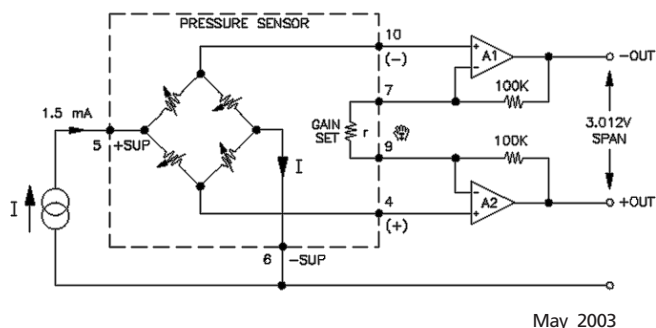 PRESSURE SENSOR
10
(-)
+
A1
-
-OUT
7
100K
1.5 mA
GAIN
SET
r
3.012V
SPAN
5
+SUP
9
100K
I
I
-
A2
+
+OUT
4
(+)
6
-SUP
May 2003